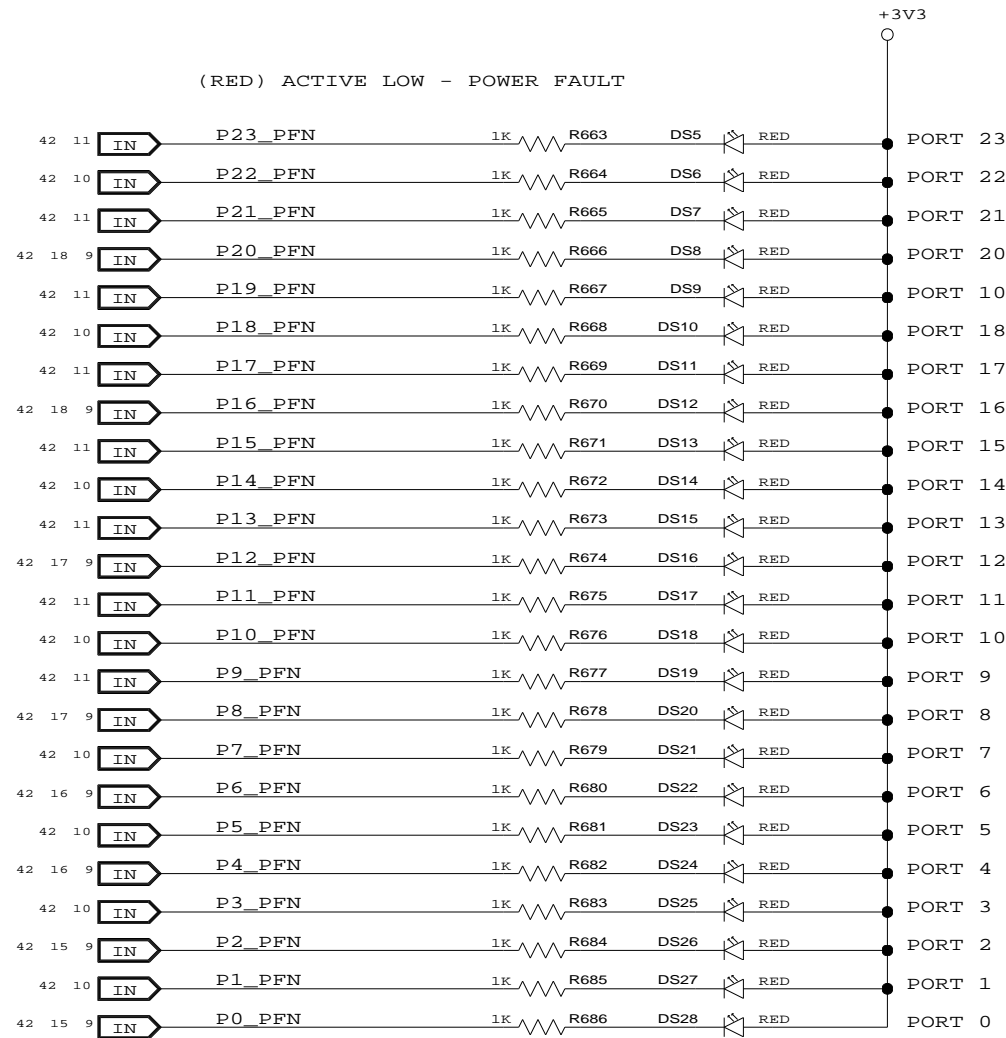 +3V3
(RED) ACTIVE LOW - POWER FAULT
42 11 IN P23_PFN 1K R663 DS5 RED PORT 23
42 10 IN P22_PFN 1K R664 DS6 RED PORT 22
42 11 IN P21_PFN 1K R665 DS7 RED PORT 21
42 18 9 IN P20_PFN 1K R666 DS8 RED PORT 20
42 11 IN P19_PFN 1K R667 DS9 RED PORT 10
42 10 IN P18_PFN 1K R668 DS10 RED PORT 18
42 11 IN P17_PFN 1K R669 DS11 RED PORT 17
42 18 9 IN P16_PFN 1K R670 DS12 RED PORT 16
42 11 IN P15_PFN 1K R671 DS13 RED PORT 15
42 10 IN P14_PFN 1K R672 DS14 RED PORT 14
42 11 IN P13_PFN 1K R673 DS15 RED PORT 13
42 17 9 IN P12_PFN 1K R674 DS16 RED PORT 12
42 11 IN P11_PFN 1K R675 DS17 RED PORT 11
42 10 IN P10_PFN 1K R676 DS18 RED PORT 10
42 11 IN P9_PFN 1K R677 DS19 RED PORT 9
42 17 9 IN P8_PFN 1K R678 DS20 RED PORT 8
42 10 IN P7_PFN 1K R679 DS21 RED PORT 7
42 16 9 IN P6_PFN 1K R680 DS22 RED PORT 6
42 10 IN P5_PFN 1K R681 DS23 RED PORT 5
42 16 9 IN P4_PFN 1K R682 DS24 RED PORT 4
42 10 IN P3_PFN 1K R683 DS25 RED PORT 3
42 15 9 IN P2_PFN 1K R684 DS26 RED PORT 2
42 10 IN P1_PFN 1K R685 DS27 RED PORT 1
42 15 9 IN P0_PFN 1K R686 DS28 RED PORT 0